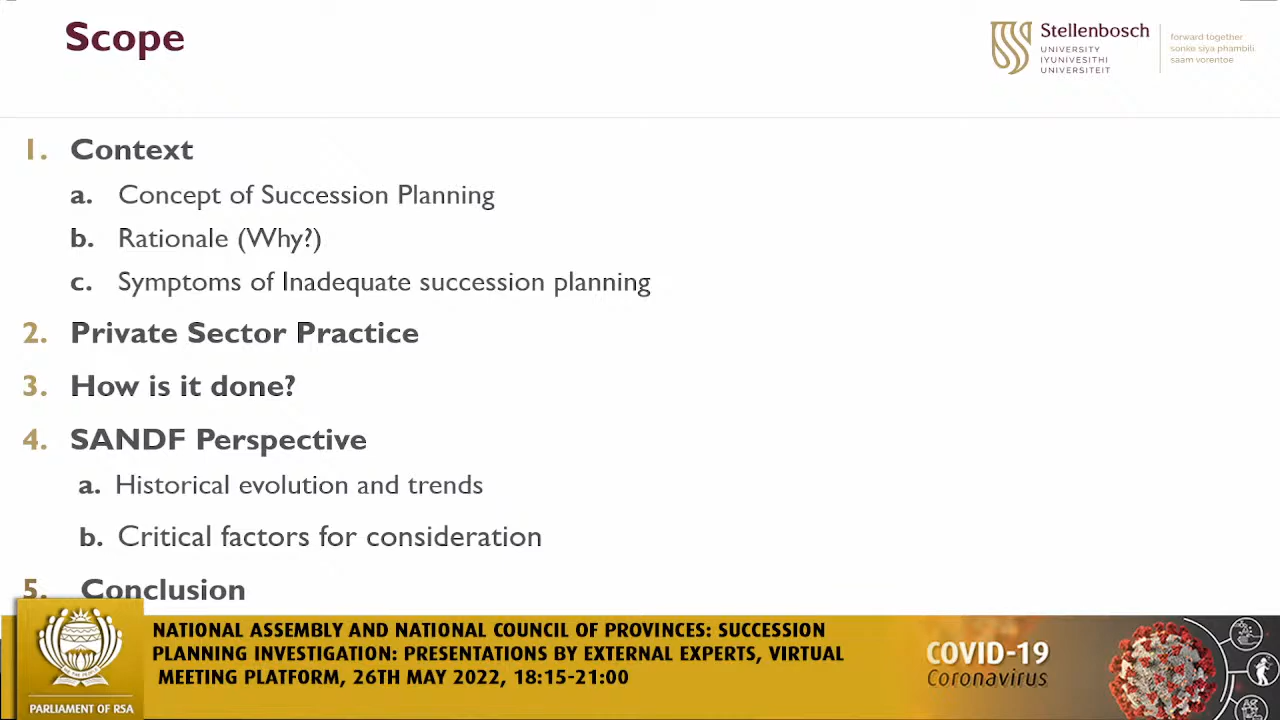 Scope
Stellenbosch
UNIVERSITY
IYUNIVESITHI
UNIVERSITEIT
forward together
sonke siya phambili
saam vorentoe
1. Context
a. Concept of Succession Planning
b. Rationale (Why?)
c. Symptoms of Inadequate succession planning
2. Private Sector Practice
3. How is it done?
4. SANDF Perspective
a. Historical evolution and trends
b. Critical factors for consideration
5. Conclusion
NATIONAL ASSEMBLY AND NATIONAL COUNCIL OF PROVINCES: SUCCESSION
PLANNING INVESTIGATION: PRESENTATIONS BY EXTERNAL EXPERTS, VIRTUAL
MEETING PLATFORM, 26TH MAY 2022, 18:15-21:00
PARLIAMENT OF RSA
COVID-19
Coronavirus